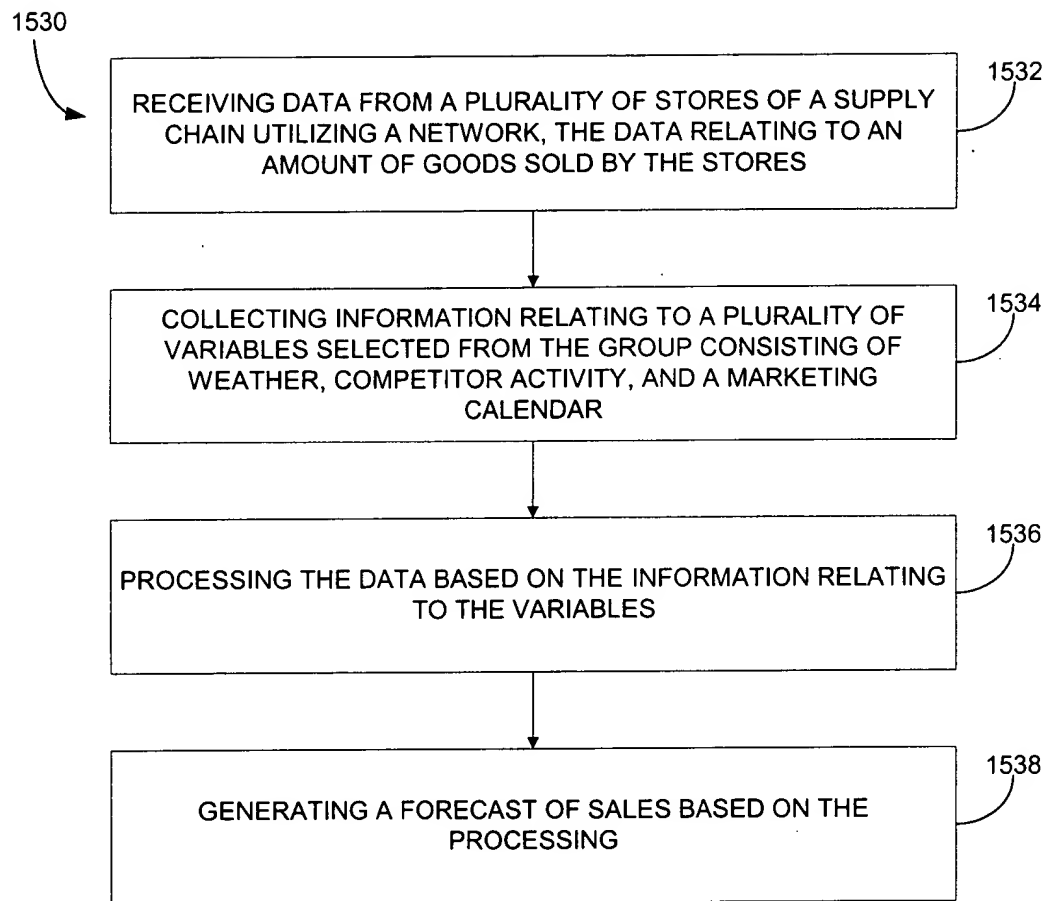 1530
1532
RECEIVING DATA FROM A PLURALITY OF STORES OF A SUPPLY
CHAIN UTILIZING A NETWORK, THE DATA RELATING TO AN
AMOUNT OF GOODS SOLD BY THE STORES
1534
COLLECTING INFORMATION RELATING TO A PLURALITY OF
VARIABLES SELECTED FROM THE GROUP CONSISTING OF
WEATHER, COMPETITOR ACTIVITY, AND A MARKETING
CALENDAR
1536
PROCESSING THE DATA BASED ON THE INFORMATION RELATING
TO THE VARIABLES
1538
GENERATING A FORECAST OF SALES BASED ON THE
PROCESSING